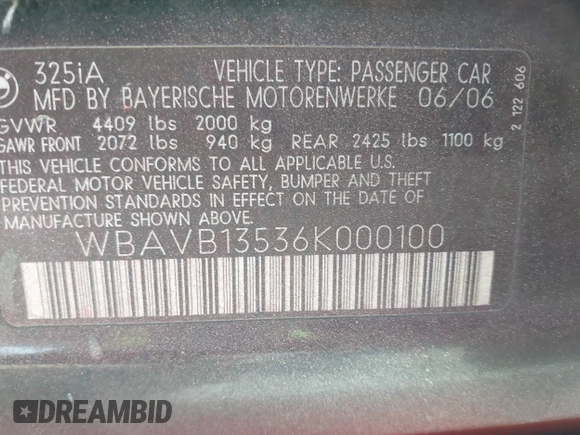 325iA VEHICLE TYPE: PASSENGER CAR
MFD BY BAYERISCHE MOTORENWERKE 06/06
GVWR 4409 lbs 2000 kg
GAWR FRONT 2072 lbs 940 kg REAR 2425 lbs 1100 kg
THIS VEHICLE CONFORMS TO ALL APPLICABLE U.S.
FEDERAL MOTOR VEHICLE SAFETY, BUMPER AND THEFT
PREVENTION STANDARDS IN EFFECT ON THE DATE OF
MANUFACTURE SHOWN ABOVE.
WBAVB13536K000100
2 122 606
DREAMBID